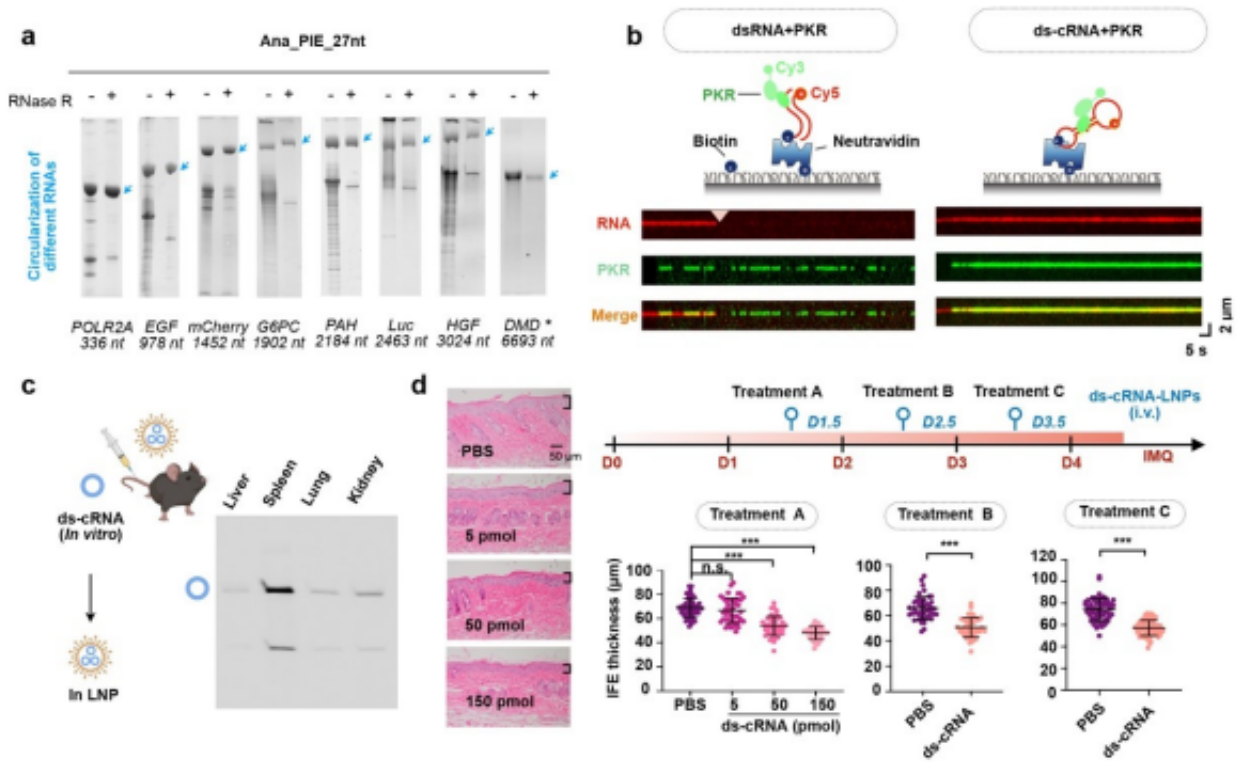 a
Ana_PIE_27nt
RNase R
- + - + - + - + - + - + - + - +
Circularization of
different RNAs
POLR2A EGF mCherry G6PC PAH Luc HGF DMD *
336 nt 978 nt 1452 nt 1902 nt 2184 nt 2463 nt 3024 nt 6693 nt
b
dsRNA+PKR
ds-cRNA+PKR
Cy3
PKR
Cy5
Biotin
Neutravidin
RNA
PKR
Merge
2 µm
5 s
c
ds-cRNA
(In vitro)
In LNP
Liver Spleen Lung Kidney
d
PBS
50 µm
5 pmol
50 pmol
150 pmol
Treatment A Treatment B Treatment C
ds-cRNA-LNPs
(i.v.)
D1.5 D2.5 D3.5
D0 D1 D2 D3 D4 IMQ
Treatment A
***
***
n.s.
IFE thickness (µm)
100
80
60
40
20
0
PBS 5 50 150
ds-cRNA (pmol)
Treatment B
***
100
80
60
40
20
0
PBS
ds-cRNA
Treatment C
***
120
100
80
60
40
20
0
PBS
ds-cRNA